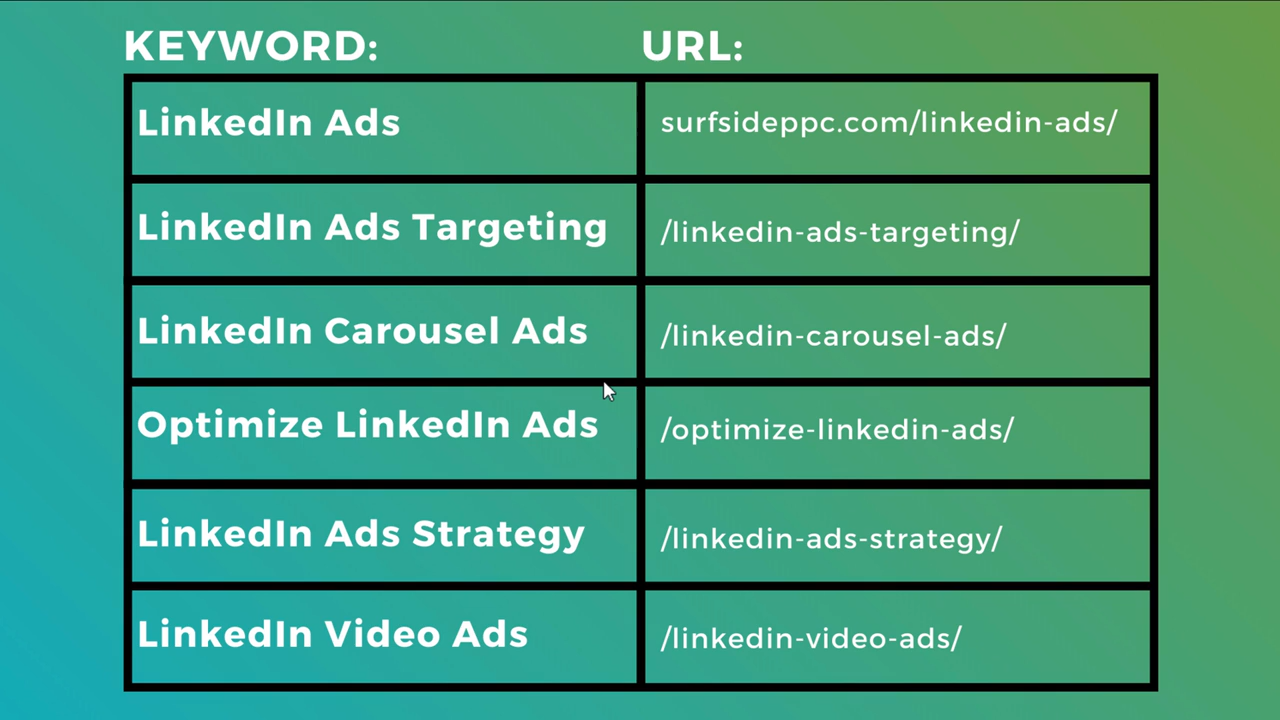 KEYWORD: URL:
LinkedIn Ads surfsideppc.com/linkedin-ads/
LinkedIn Ads Targeting /linkedin-ads-targeting/
LinkedIn Carousel Ads /linkedin-carousel-ads/
Optimize LinkedIn Ads /optimize-linkedin-ads/
LinkedIn Ads Strategy /linkedin-ads-strategy/
LinkedIn Video Ads /linkedin-video-ads/